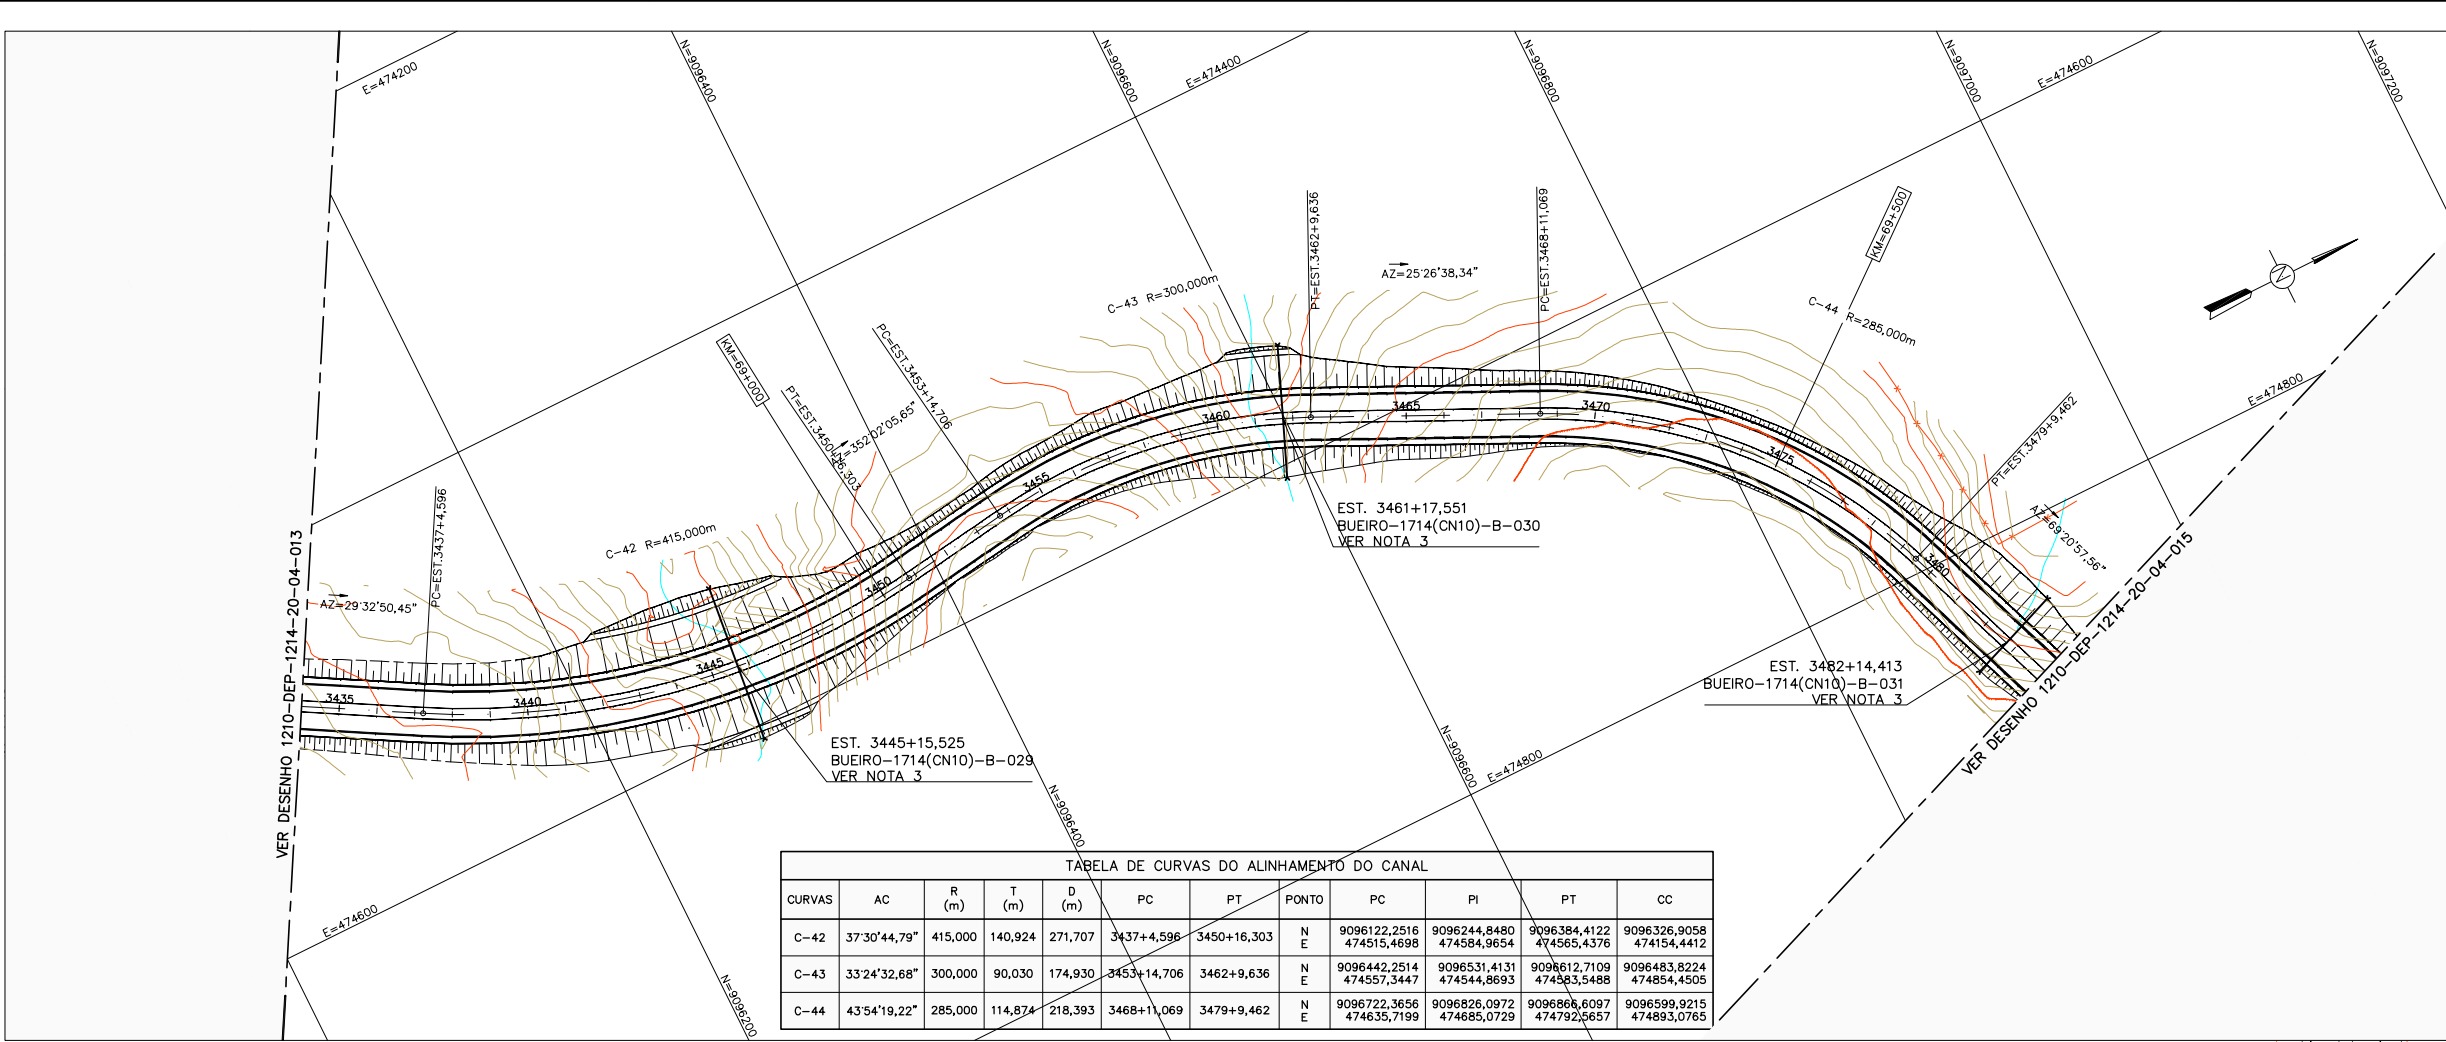 E=474200
N=9096400
N=9096600
E=474400
N=9096800
N=9097000
E=474600
N=9097200
PT=EST.3462+9,636
PC=EST.3468+11,069
KM=69+500
AZ=25°26'38,34"
C-43 R=300,000m
C-44 R=285,000m
PC=EST.3453+14,706
KM=69+000
PT=EST.3450+16,303
AZ=352°02'05,65"
E=474800
PT=EST.3479+9,462
AZ=69°20'57,56"
C-42 R=415,000m
PC=EST.3437+4,596
AZ=29°32'50,45"
3435
3440
3445
3450
3455
3460
3465
3470
3475
3480
EST. 3461+17,551
BUEIRO-1714(CN10)-B-030
VER NOTA 3
EST. 3482+14,413
BUEIRO-1714(CN10)-B-031
VER NOTA 3
EST. 3445+15,525
BUEIRO-1714(CN10)-B-029
VER NOTA 3
VER DESENHO 1210-DEP-1214-20-04-013
VER DESENHO 1210-DEP-1214-20-04-015
N=9096600
E=474800
N=9096400
E=474600
N=9096200
TABELA DE CURVAS DO ALINHAMENTO DO CANAL
CURVAS AC R (m) T (m) D (m) PC PT PONTO PC PI PT CC
C-42 37°30'44,79" 415,000 140,924 271,707 3437+4,596 3450+16,303 N 9096122,2516 9096244,8480 9096384,4122 9096326,9058
E 474515,4698 474584,9654 474565,4376 474154,4412
C-43 33°24'32,68" 300,000 90,030 174,930 3453+14,706 3462+9,636 N 9096442,2514 9096531,4131 9096612,7109 9096483,8224
E 474557,3447 474544,8693 474583,5488 474854,4505
C-44 43°54'19,22" 285,000 114,874 218,393 3468+11,069 3479+9,462 N 9096722,3656 9096826,0972 9096866,6097 9096599,9215
E 474635,7199 474685,0729 474792,5657 474893,0765